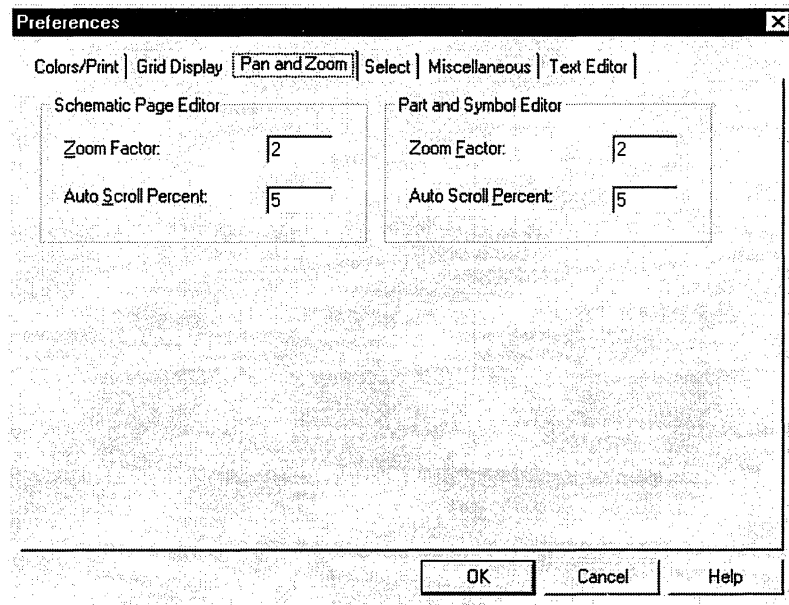 Preferences
Colors/Print Grid Display Pan and Zoom Select Miscellaneous Text Editor
Schematic Page Editor
Zoom Factor: 2
Auto Scroll Percent: 5
Part and Symbol Editor
Zoom Factor: 2
Auto Scroll Percent: 5
OK Cancel Help